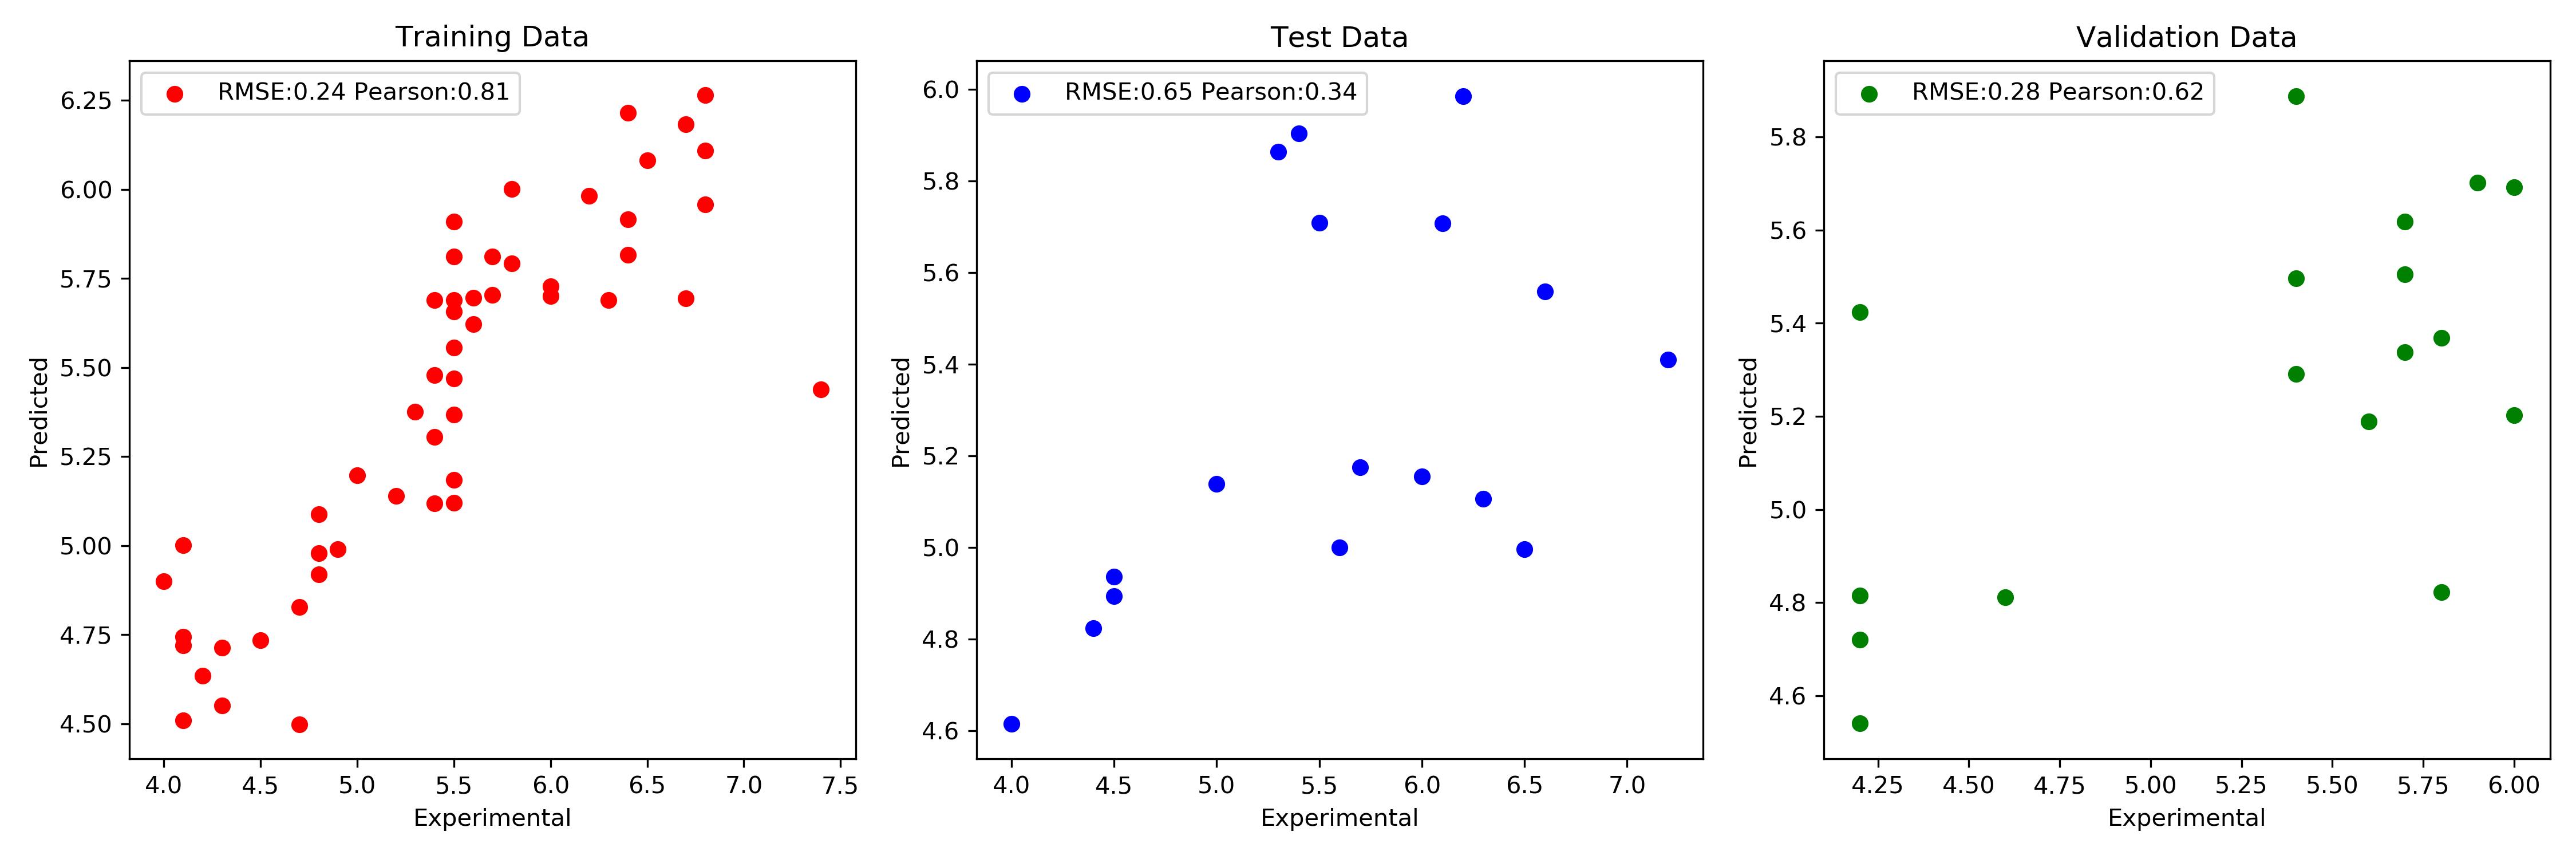 Training Data
RMSE:0.24 Pearson:0.81
6.25
6.00
5.75
5.50
5.25
5.00
4.75
4.50
Predicted
4.0 4.5 5.0 5.5 6.0 6.5 7.0 7.5
Experimental
Test Data
RMSE:0.65 Pearson:0.34
6.0
5.8
5.6
5.4
5.2
5.0
4.8
4.6
Predicted
4.0 4.5 5.0 5.5 6.0 6.5 7.0
Experimental
Validation Data
RMSE:0.28 Pearson:0.62
5.8
5.6
5.4
5.2
5.0
4.8
4.6
Predicted
4.25 4.50 4.75 5.00 5.25 5.50 5.75 6.00
Experimental